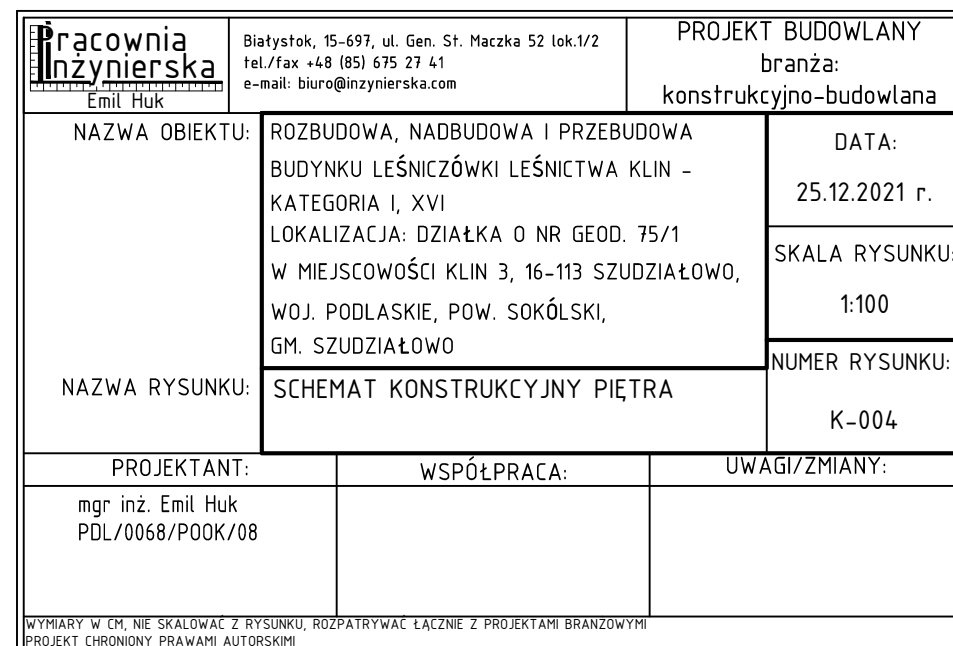 Pracownia
Inżynierska
Emil Huk
Białystok, 15-697, ul. Gen. St. Maczka 52 lok.1/2
tel./fax +48 (85) 675 27 41
e-mail: biuro@inzynierska.com
PROJEKT BUDOWLANY
branża:
konstrukcyjno-budowlana
NAZWA OBIEKTU:
ROZBUDOWA, NADBUDOWA I PRZEBUDOWA
BUDYNKU LEŚNICZÓWKI LEŚNICTWA KLIN -
KATEGORIA I, XVI
LOKALIZACJA: DZIAŁKA O NR GEOD. 75/1
W MIEJSCOWOŚCI KLIN 3, 16-113 SZUDZIAŁOWO,
WOJ. PODLASKIE, POW. SOKÓLSKI,
GM. SZUDZIAŁOWO
DATA:
25.12.2021 r.
SKALA RYSUNKU:
1:100
NAZWA RYSUNKU:
SCHEMAT KONSTRUKCYJNY PIĘTRA
NUMER RYSUNKU:
K-004
PROJEKTANT:
WSPÓŁPRACA:
UWAGI/ZMIANY:
mgr inż. Emil Huk
PDL/0068/POOK/08
WYMIARY W CM, NIE SKALOWAĆ Z RYSUNKU, ROZPATRYWAĆ ŁĄCZNIE Z PROJEKTAMI BRANŻOWYMI
PROJEKT CHRONIONY PRAWAMI AUTORSKIMI